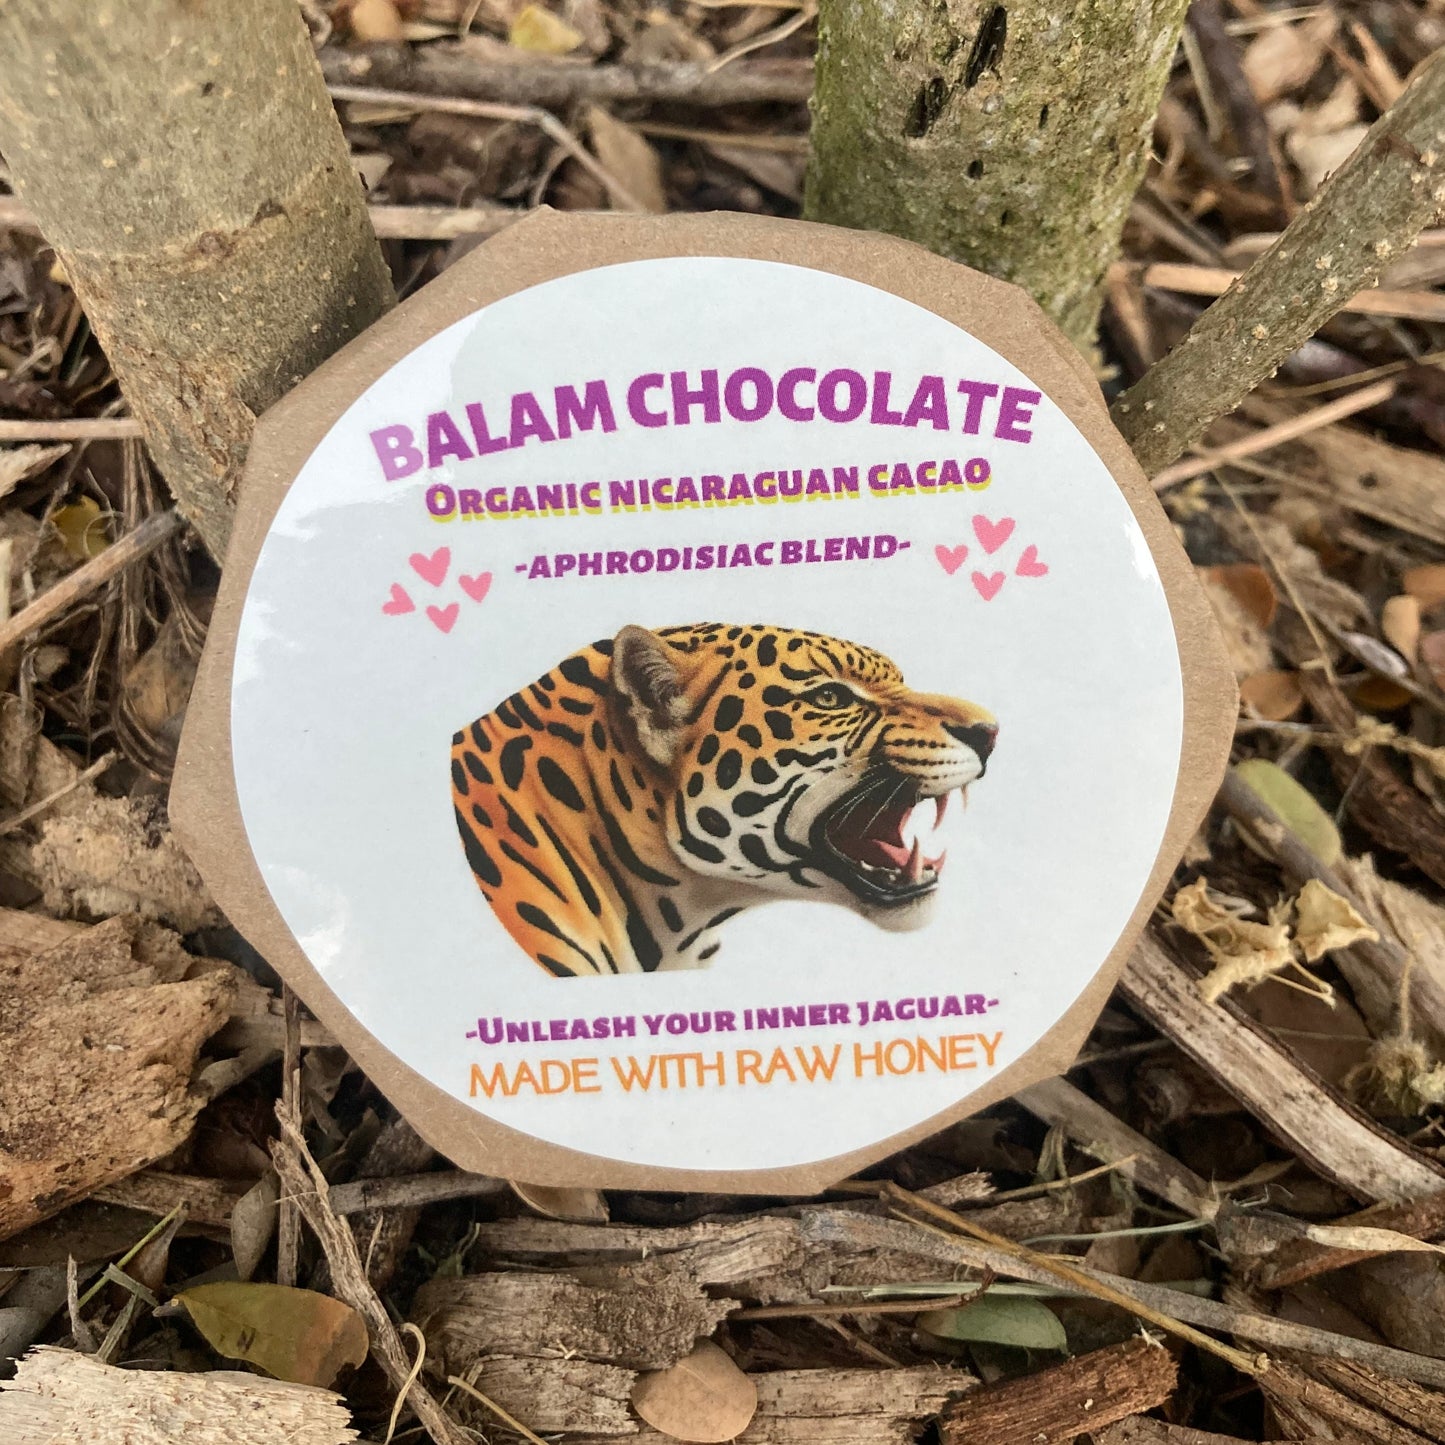 BALAM CHOCOLATE
ORGANIC NICARAGUAN CACAO
-APHRODISIAC BLEND-
-UNLEASH YOUR INNER JAGUAR-
MADE WITH RAW HONEY